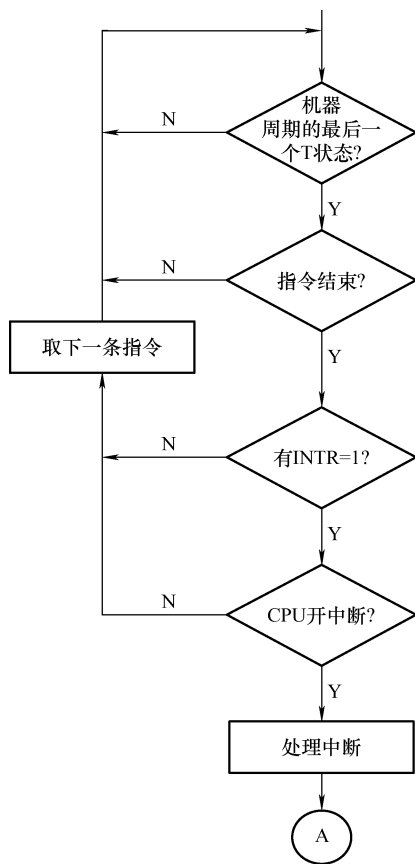 机器
周期的最后一
个T状态?
N
Y
指令结束?
N
取下一条指令
Y
有INTR=1?
N
Y
CPU开中断?
N
Y
处理中断
A